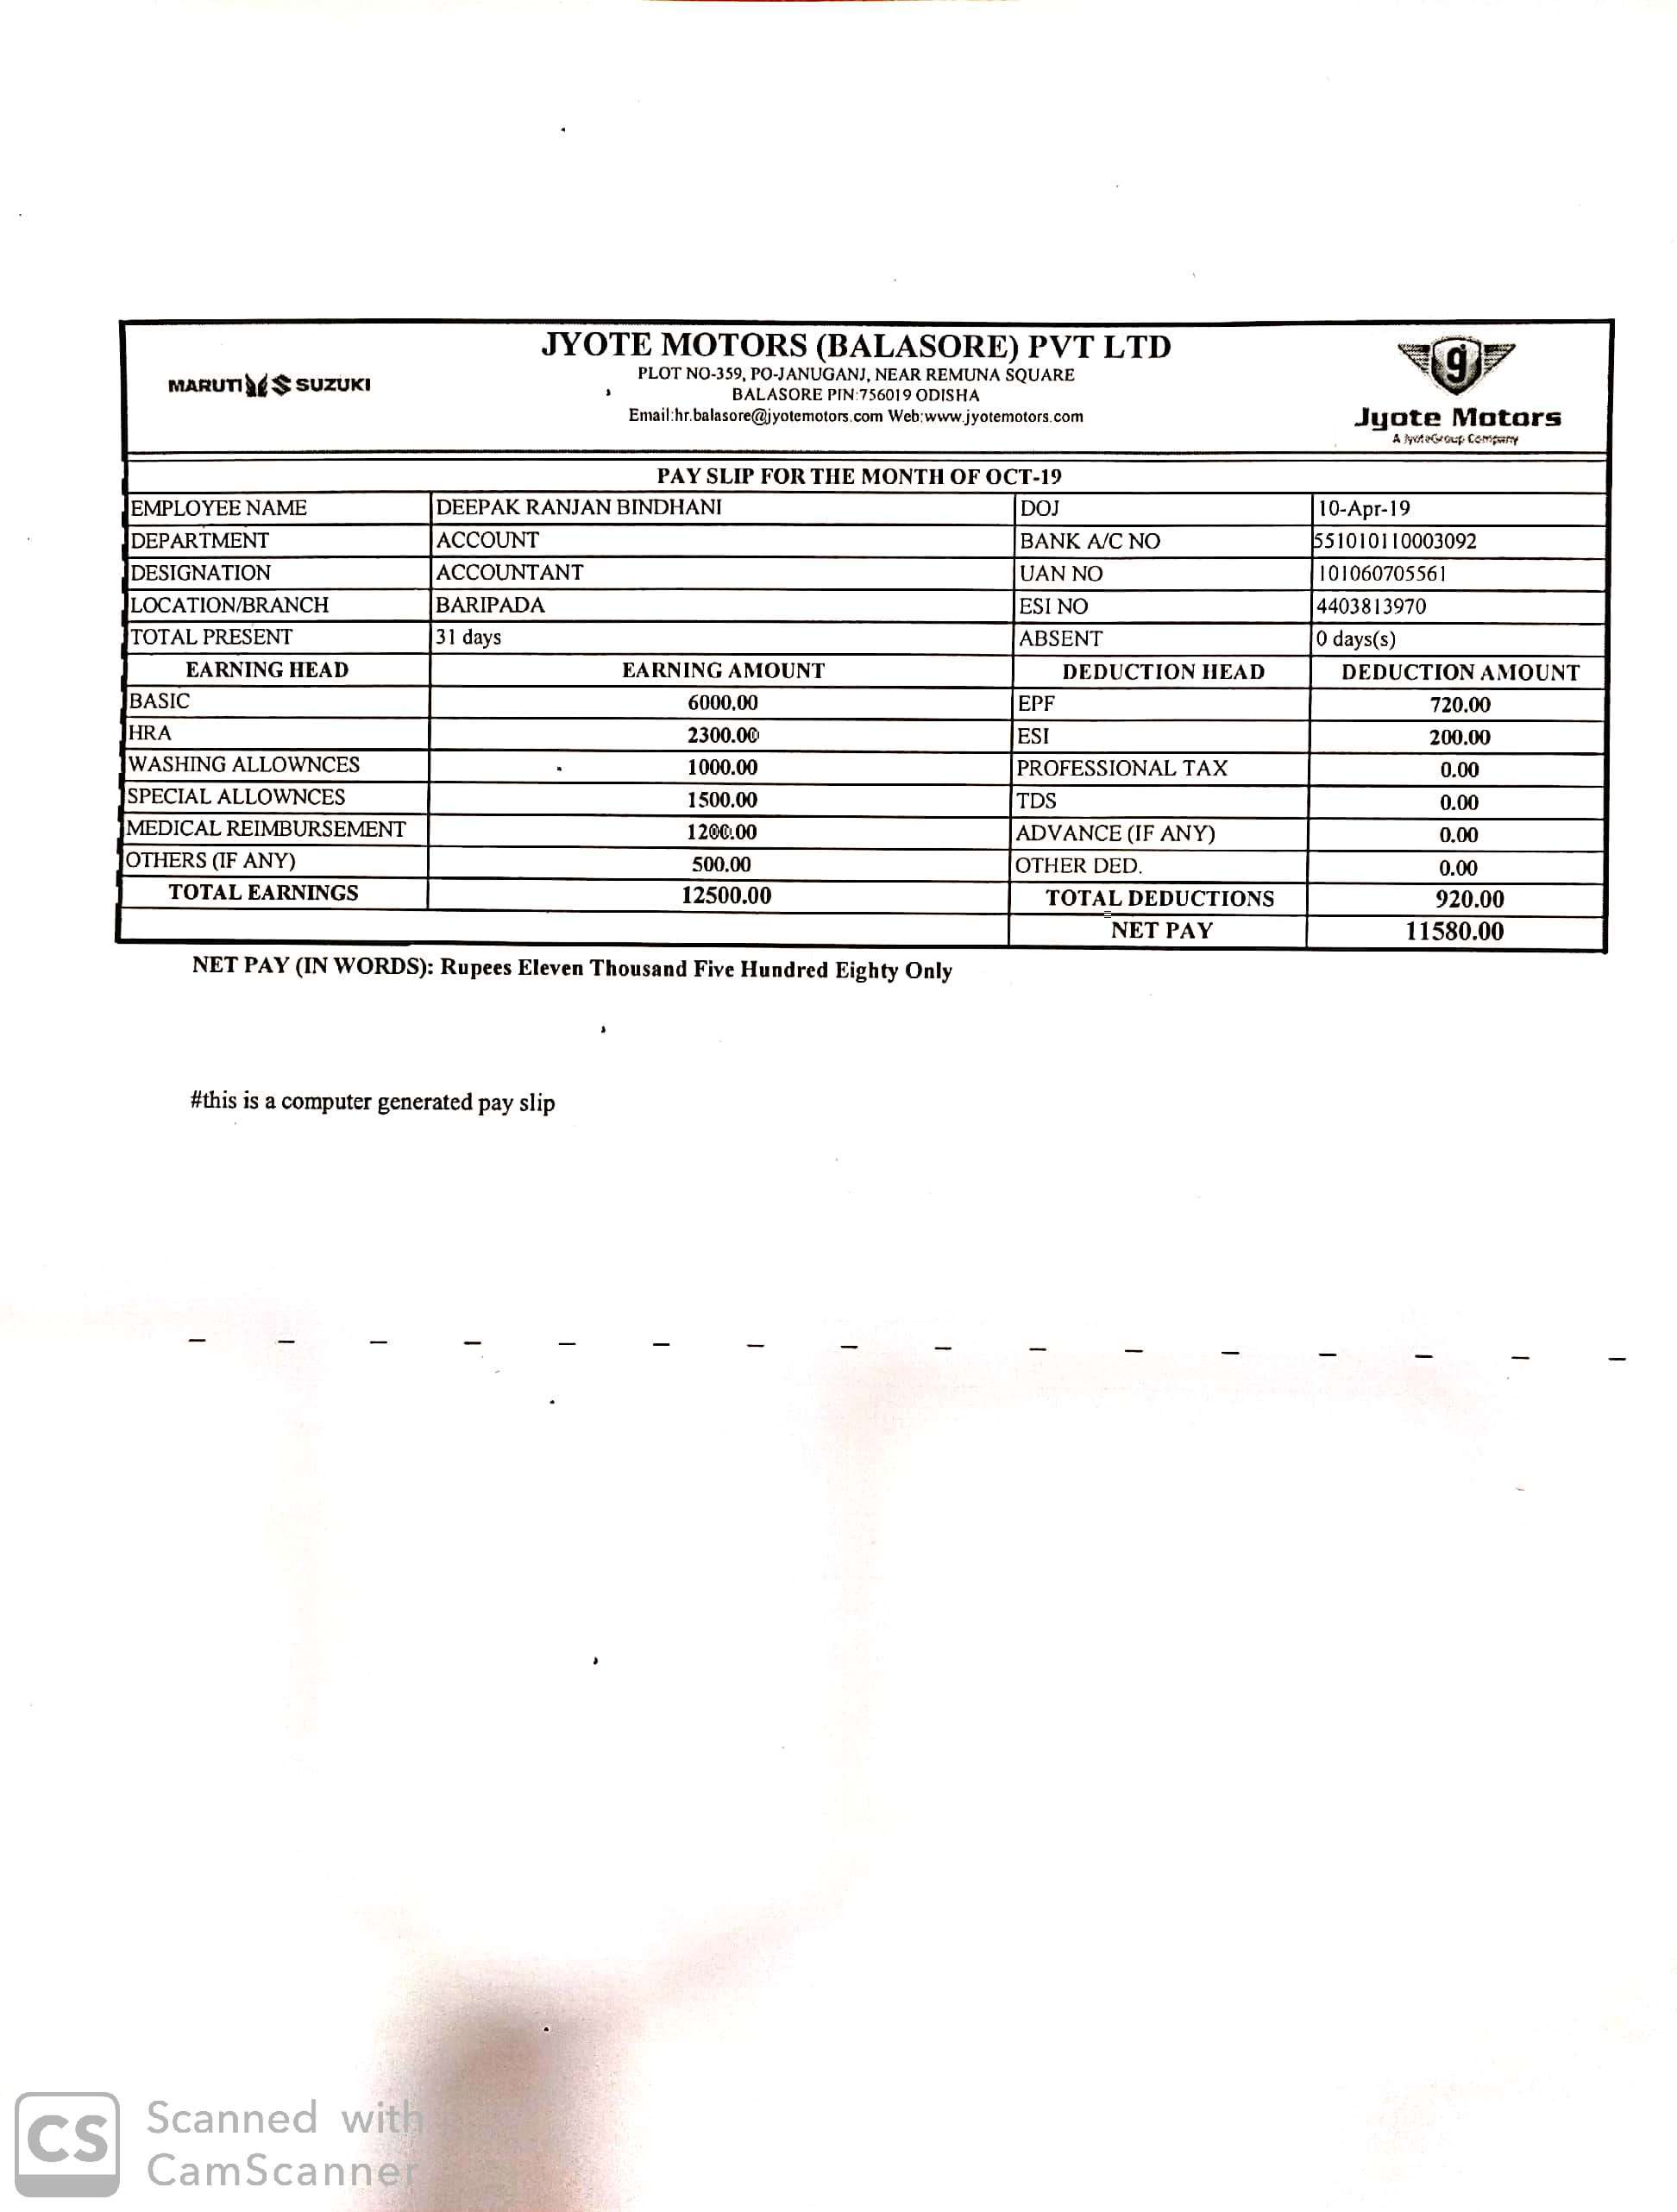 JYOTE MOTORS (BALASORE) PVT LTD
PLOT NO-359, PO-JANUGANJ, NEAR REMUNA SQUARE
BALASORE PIN:756019 ODISHA
Email:hr.balasore@jyotemotors.com Web:www.jyotemotors.com
MARUTI SUZUKI
Jyote Motors
A JyoteGroup Company
PAY SLIP FOR THE MONTH OF OCT-19
EMPLOYEE NAME DEEPAK RANJAN BINDHANI DOJ 10-Apr-19
DEPARTMENT ACCOUNT BANK A/C NO 551010110003092
DESIGNATION ACCOUNTANT UAN NO 101060705561
LOCATION/BRANCH BARIPADA ESI NO 4403813970
TOTAL PRESENT 31 days ABSENT 0 days(s)
EARNING HEAD EARNING AMOUNT DEDUCTION HEAD DEDUCTION AMOUNT
BASIC 6000.00 EPF 720.00
HRA 2300.00 ESI 200.00
WASHING ALLOWNCES 1000.00 PROFESSIONAL TAX 0.00
SPECIAL ALLOWNCES 1500.00 TDS 0.00
MEDICAL REIMBURSEMENT 1200.00 ADVANCE (IF ANY) 0.00
OTHERS (IF ANY) 500.00 OTHER DED. 0.00
TOTAL EARNINGS 12500.00 TOTAL DEDUCTIONS 920.00
NET PAY 11580.00
NET PAY (IN WORDS): Rupees Eleven Thousand Five Hundred Eighty Only
#this is a computer generated pay slip
CS Scanned with
CamScanner